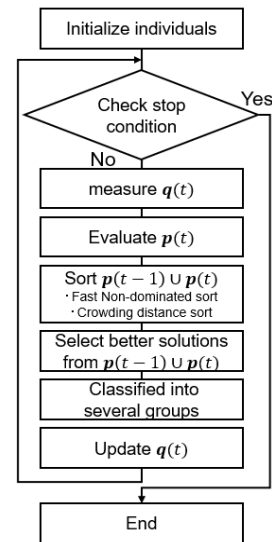 Initialize individuals
Check stop
condition
Yes
No
measure 𝒒(t)
Evaluate 𝒑(t)
Sort 𝒑(t − 1) ∪ 𝒑(t)
・Fast Non-dominated sort
・Crowding distance sort
Select better solutions
from 𝒑(t − 1) ∪ 𝒑(t)
Classified into
several groups
Update 𝒒(t)
End